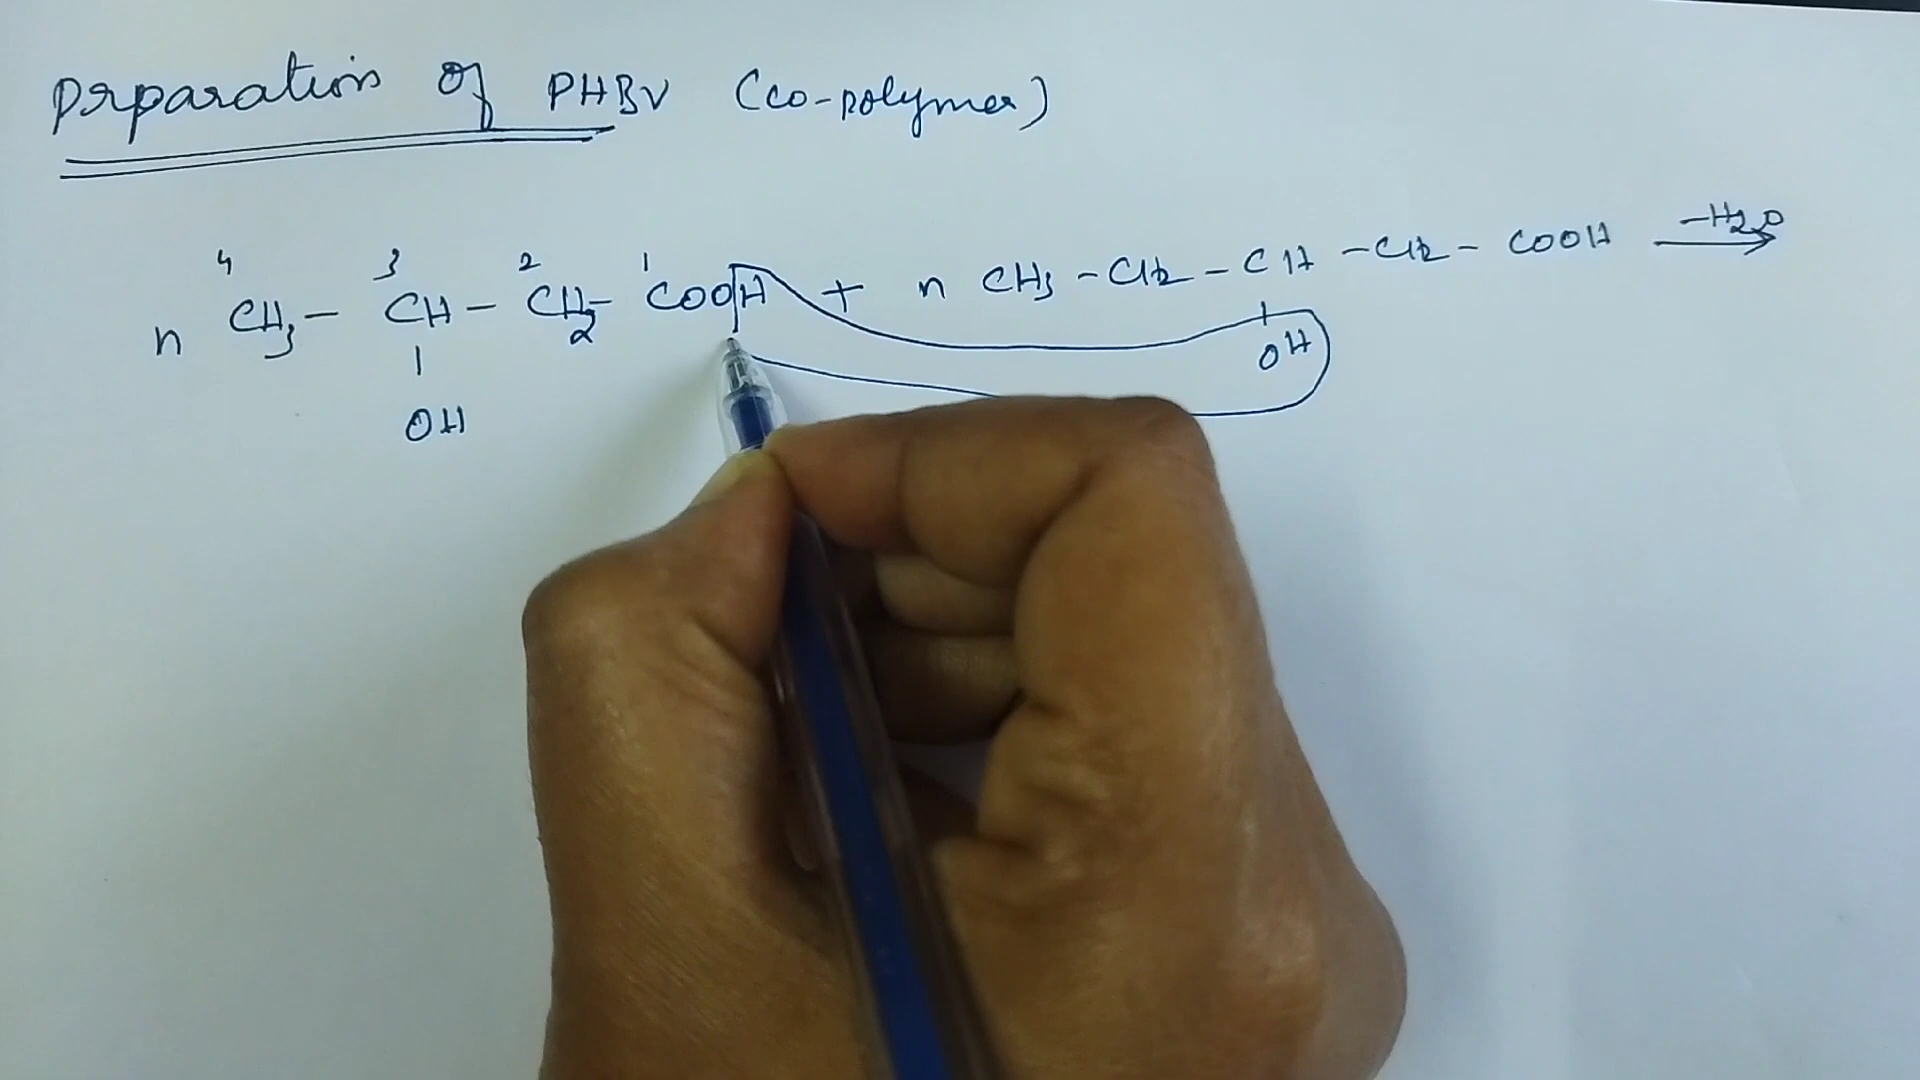 Prparation of PHBV (co-polymer)
4 3 2 1
n CH3 - CH - CH2 - COOH + n CH3 - CH2 - CH - CH2 - COOH -H2O →
| OH
OH